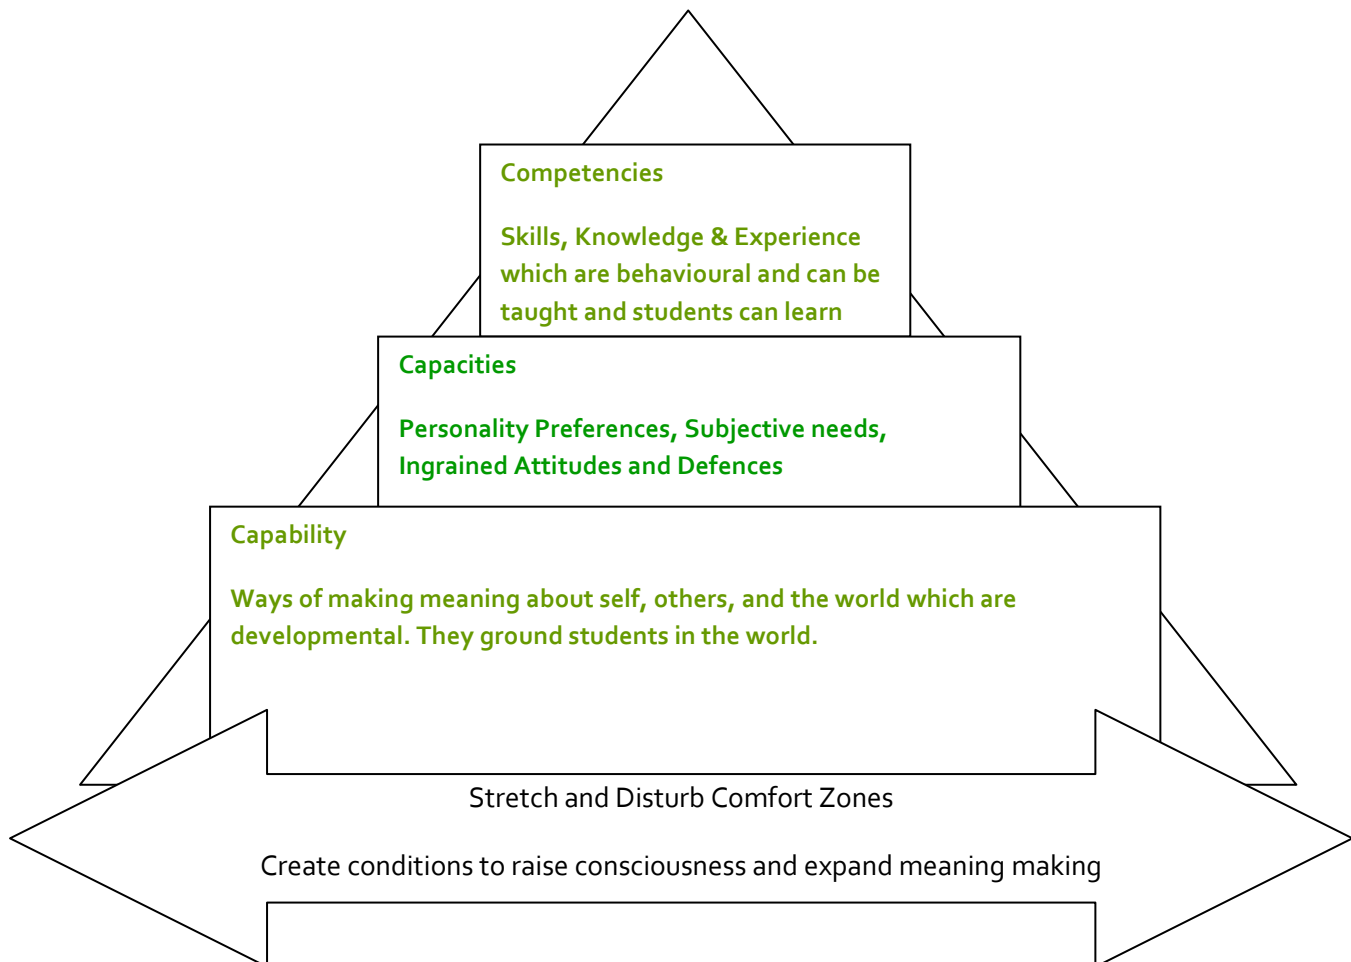 Competencies
Skills, Knowledge & Experience
which are behavioural and can be
taught and students can learn
Capacities
Personality Preferences, Subjective needs,
Ingrained Attitudes and Defences
Capability
Ways of making meaning about self, others, and the world which are
developmental. They ground students in the world.
Stretch and Disturb Comfort Zones
Create conditions to raise consciousness and expand meaning making